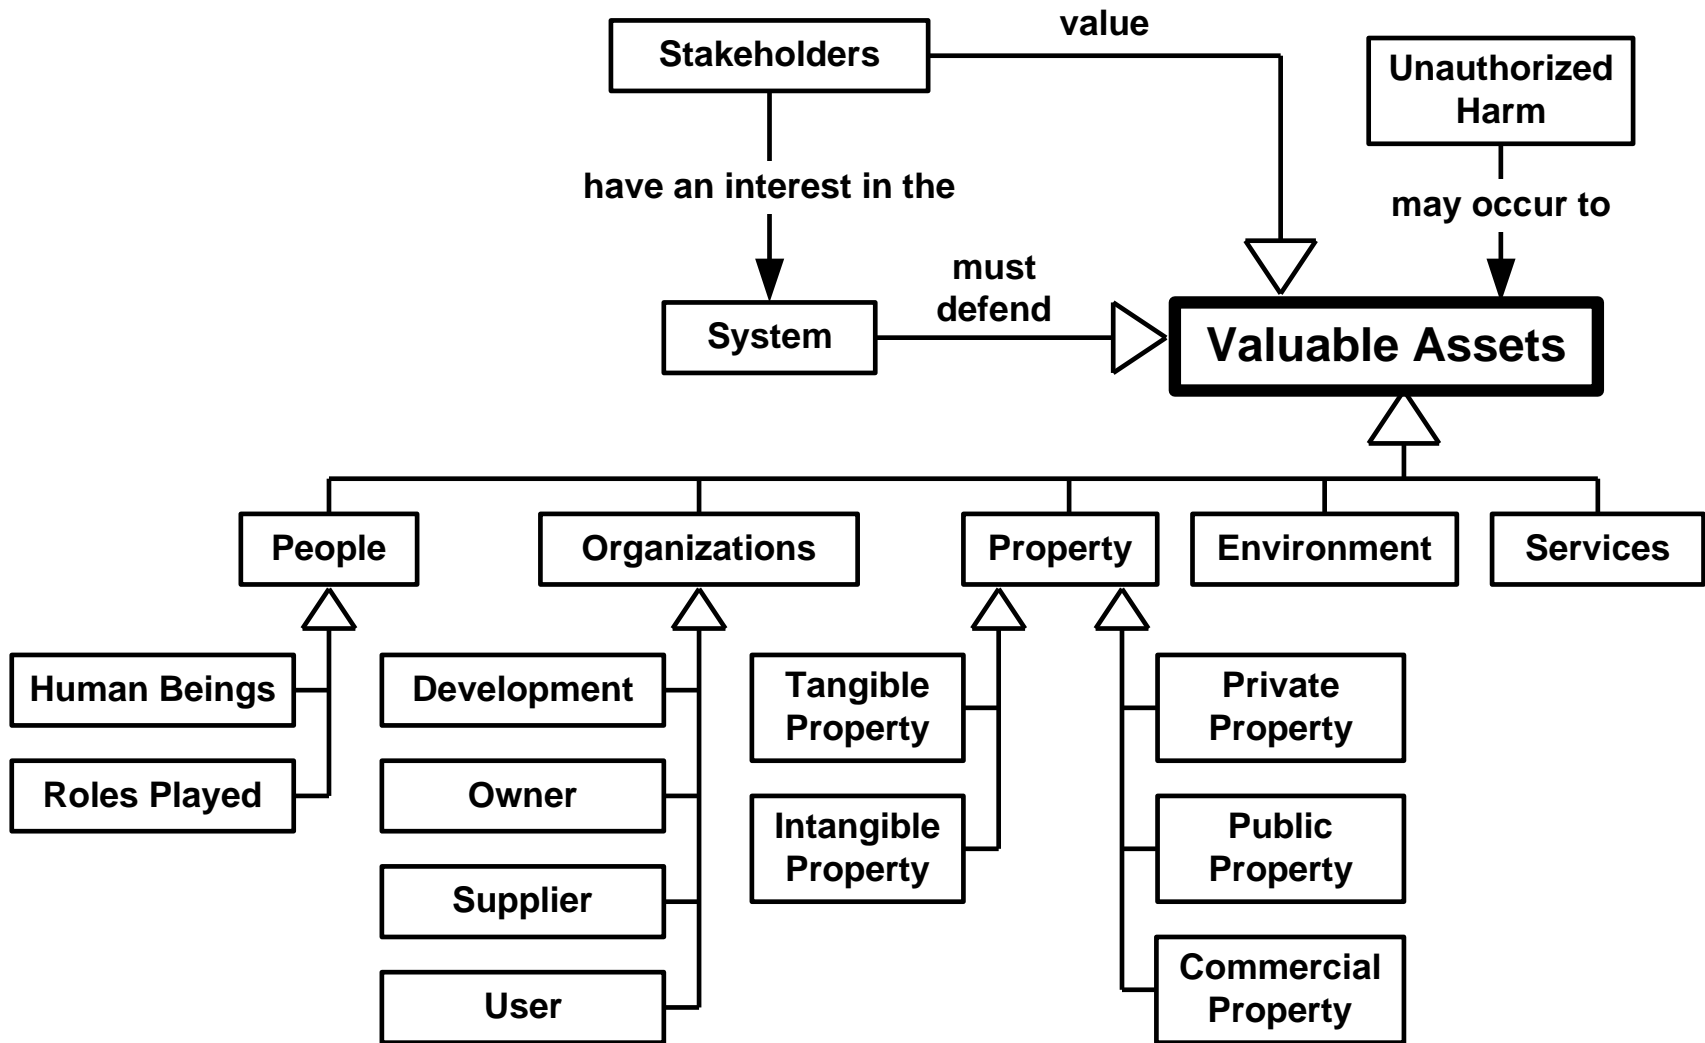 value
Stakeholders
Unauthorized
Harm
have an interest in the
may occur to
must
defend
System
Valuable Assets
People
Organizations
Property
Environment
Services
Human Beings
Roles Played
Development
Owner
Supplier
User
Tangible
Property
Intangible
Property
Private
Property
Public
Property
Commercial
Property